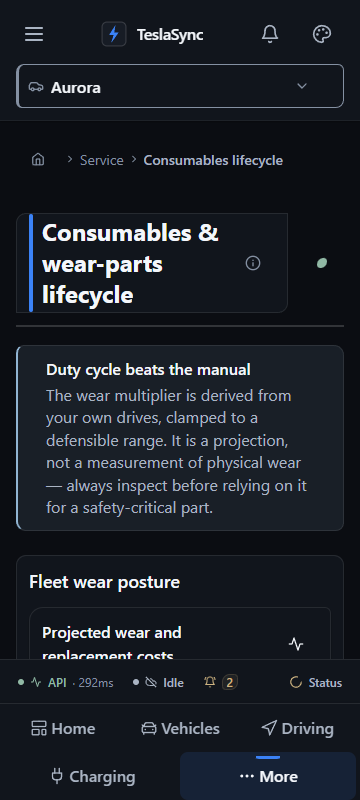 TeslaSync
Aurora
Service
Consumables lifecycle
Consumables &
wear-parts
lifecycle
Duty cycle beats the manual
The wear multiplier is derived from
your own drives, clamped to a
defensible range. It is a projection,
not a measurement of physical wear
— always inspect before relying on it
for a safety-critical part.
Fleet wear posture
Projected wear and
replacement costs
API · 292ms
Idle
2
Status
Home
Vehicles
Driving
Charging
More